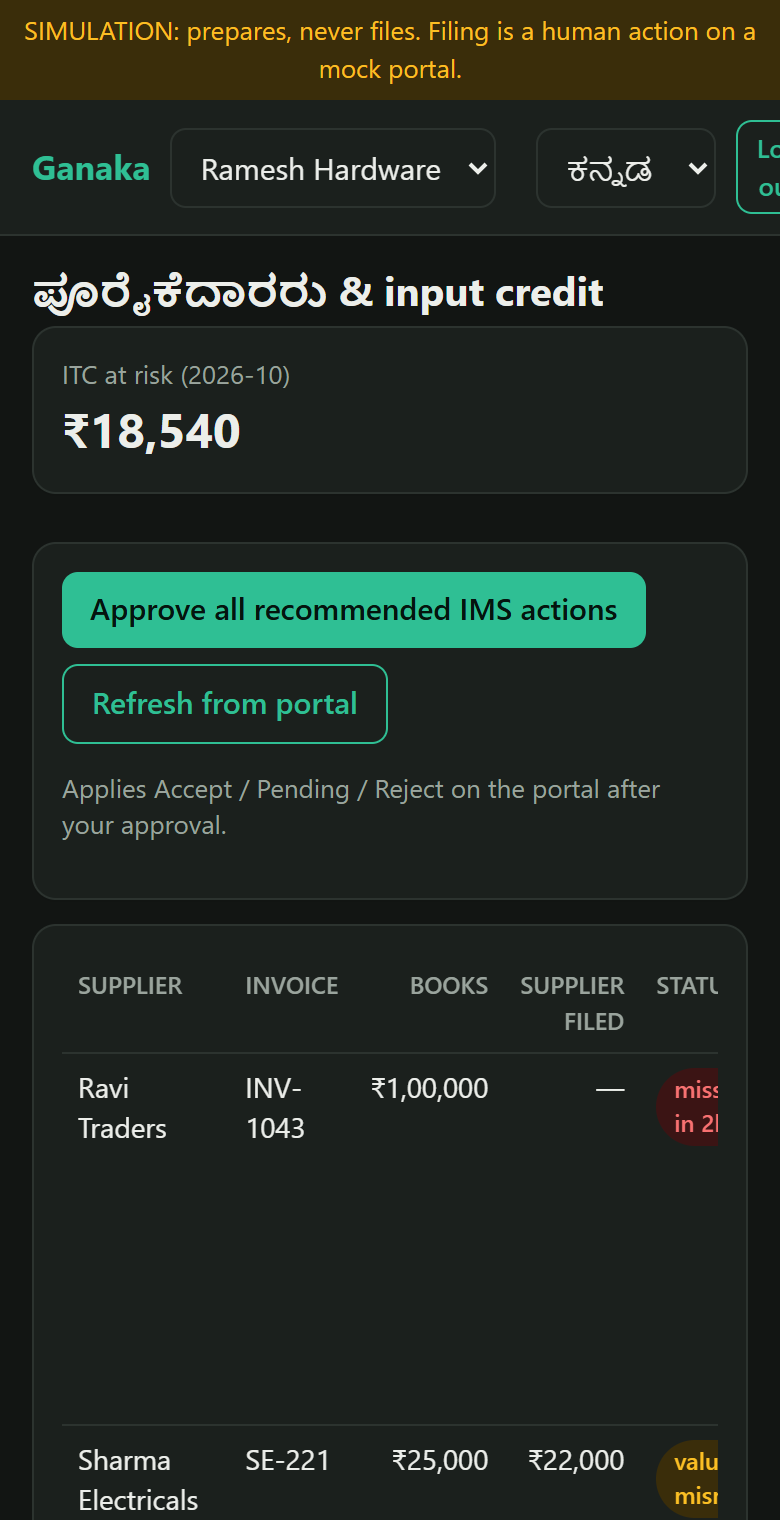 SIMULATION: prepares, never files. Filing is a human action on a
mock portal.
Ganaka
Ramesh Hardware
ಕನ್ನಡ
ಪೂರೈಕೆದಾರರು & input credit
ITC at risk (2026-10)
₹18,540
Approve all recommended IMS actions
Refresh from portal
Applies Accept / Pending / Reject on the portal after
your approval.
SUPPLIER INVOICE BOOKS SUPPLIER
FILED
Ravi INV- ₹1,00,000 —
Traders 1043 in
Sharma SE-221 ₹25,000 ₹22,000
Electricals